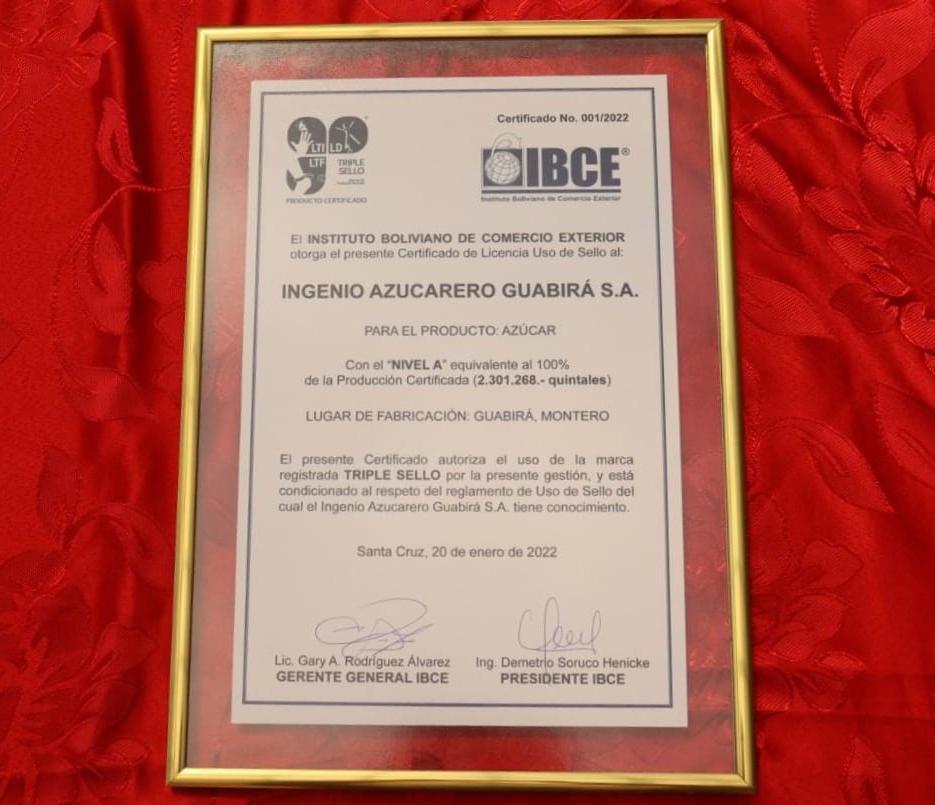 Certificado No. 001/2022
LTI LD
LTF TRIPLE
SELLO
PRODUCTO CERTIFICADO
IBCE®
Instituto Boliviano de Comercio Exterior
El INSTITUTO BOLIVIANO DE COMERCIO EXTERIOR
otorga el presente Certificado de Licencia Uso de Sello al:
INGENIO AZUCARERO GUABIRÁ S.A.
PARA EL PRODUCTO: AZÚCAR
Con el "NIVEL A" equivalente al 100%
de la Producción Certificada (2.301.268.- quintales)
LUGAR DE FABRICACIÓN: GUABIRÁ, MONTERO
El presente Certificado autoriza el uso de la marca
registrada TRIPLE SELLO por la presente gestión, y está
condicionado al respeto del reglamento de Uso de Sello del
cual el Ingenio Azucarero Guabirá S.A. tiene conocimiento.
Santa Cruz, 20 de enero de 2022
Lic. Gary A. Rodríguez Álvarez
GERENTE GENERAL IBCE
Ing. Demetrio Soruco Henicke
PRESIDENTE IBCE